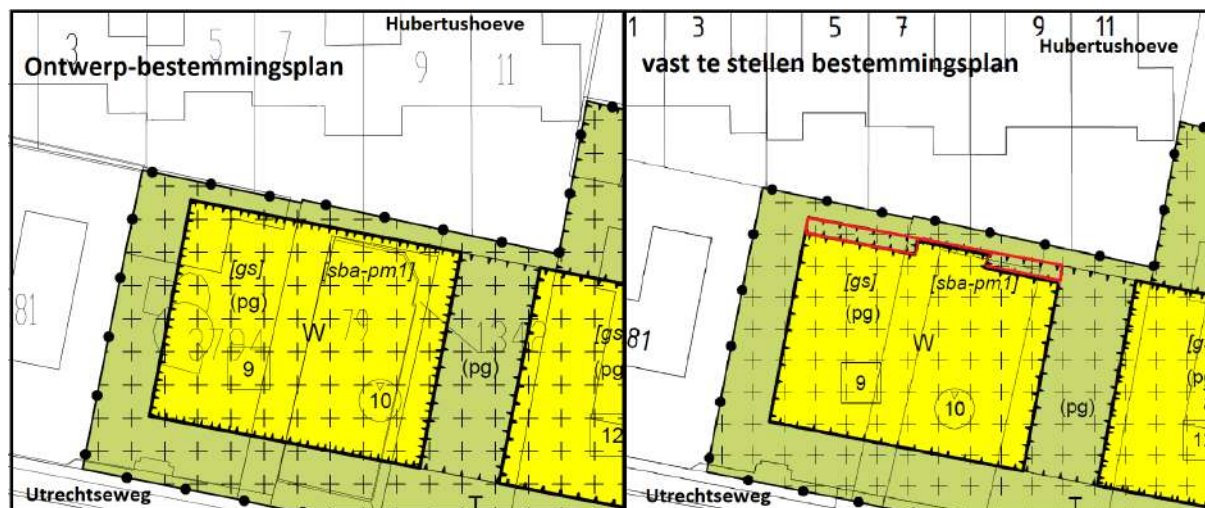 Hubertushoeve
3 5 7 9 11
Ontwerp-bestemmingsplan
[gs]
[sba-pm1]
(pg)
81
W
79
(pg)
[gs
(pg
9
10
12
Utrechtseweg
T
1 3 5 7 9 11
Hubertushoeve
vast te stellen bestemmingsplan
[gs]
[sba-pm1]
(pg)
81
W
(pg)
9
10
Utrechtseweg
T